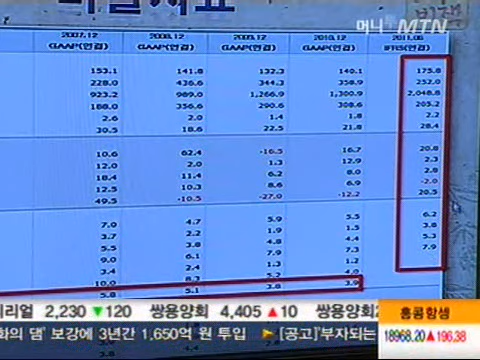 머니 MTN
2007.12 2008.12 2009.12 2010.12 2011.06
GAAP(연결) GAAP(연결) GAAP(연결) GAAP(연결) IFRS(연결)
153.1 141.8 132.3 140.1 175.8
228.0 436.6 344.3 358.9 252.0
923.2 989.0 1,266.9 1,300.9 2,048.8
188.0 356.6 290.6 308.6 205.2
2.6 2.0 1.4 1.8 2.2
30.5 18.6 22.5 21.8 28.4
10.6 62.4 -16.5 16.7 20.8
12.0 2.0 1.3 12.9 2.3
18.4 11.4 6.2 8.0 3.8
12.5 10.3 8.6 6.9 -2.0
49.5 -10.5 -27.0 -12.2 20.5
7.0 4.7 5.9 5.5 6.2
5.7 2.2 1.9 1.5 3.8
5.5 3.8 4.8 4.4 5.3
9.0 6.1 7.9 7.3 7.9
3.4 2.1 1.3 1.2
2.4 5.2 4.0
10.0 8.2 3.8 3.9
5.8 5.1
리얼 2,230 ▼120 쌍용양회 4,405 ▲10 쌍용양회2 홍콩항셍
화의 댐' 보강에 3년간 1,650억 원 투입 ► [공고]'부자되는 18968.20▲196.38